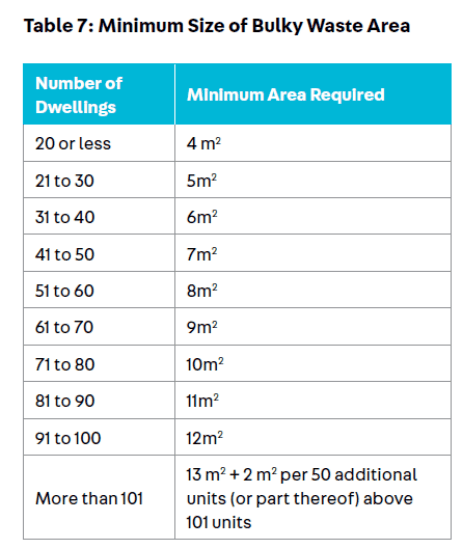 Table 7: Minimum Size of Bulky Waste Area
Number of
Dwellings
Minimum Area Required
20 or less
4 m²
21 to 30
5m²
31 to 40
6m²
41 to 50
7m²
51 to 60
8m²
61 to 70
9m²
71 to 80
10m²
81 to 90
11m²
91 to 100
12m²
More than 101
13 m² + 2 m² per 50 additional
units (or part thereof) above
101 units